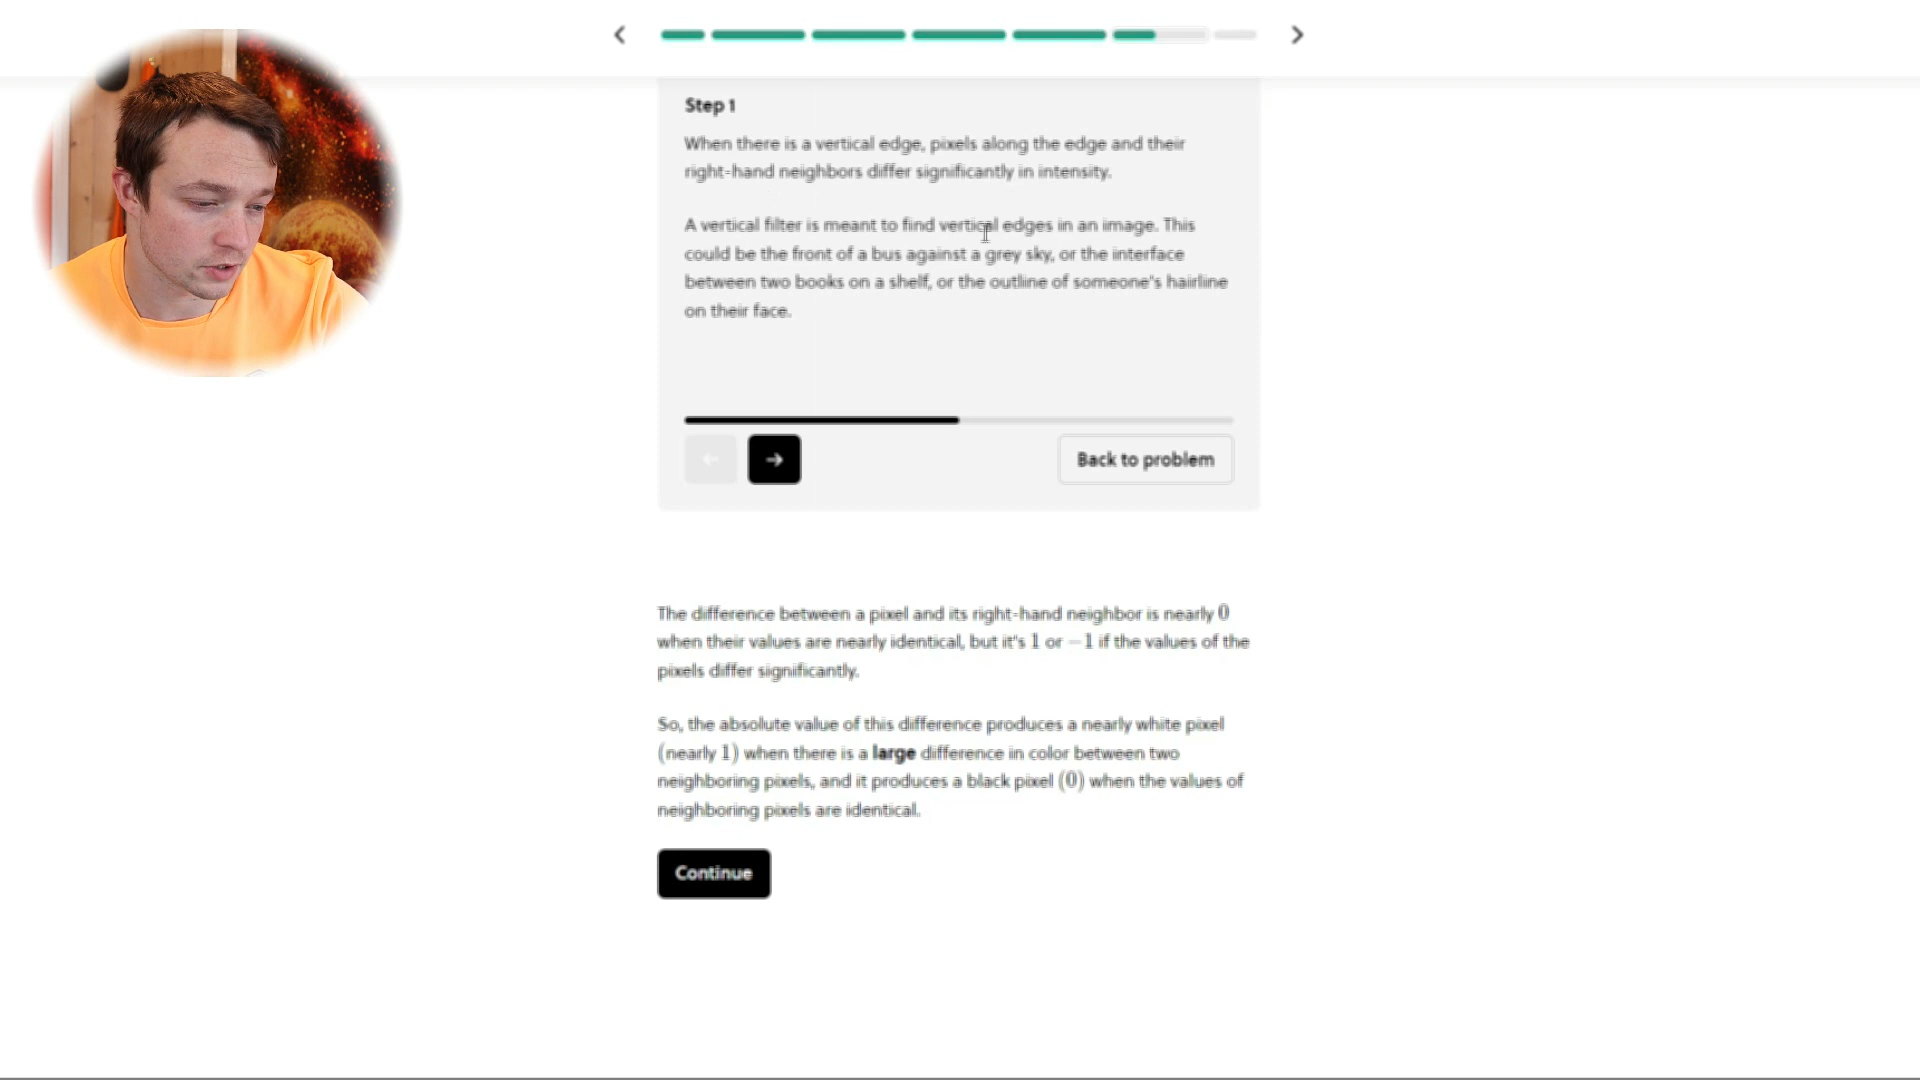 Step 1
When there is a vertical edge, pixels along the edge and their
right-hand neighbors differ significantly in intensity.
A vertical filter is meant to find vertical edges in an image. This
could be the front of a bus against a grey sky, or the interface
between two books on a shelf, or the outline of someone's hairline
on their face.
Back to problem
The difference between a pixel and its right-hand neighbor is nearly 0
when their values are nearly identical, but it's 1 or −1 if the values of the
pixels differ significantly.
So, the absolute value of this difference produces a nearly white pixel
(nearly 1) when there is a large difference in color between two
neighboring pixels, and it produces a black pixel (0) when the values of
neighboring pixels are identical.
Continue